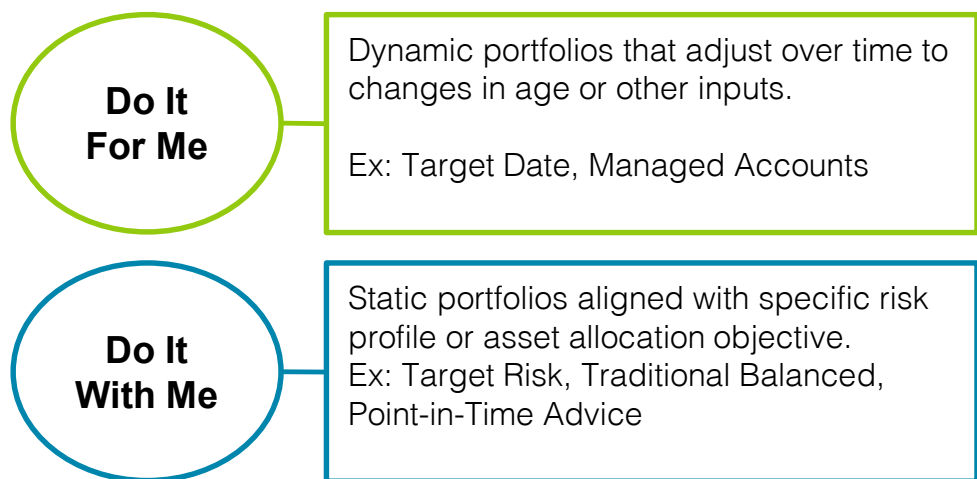 Do It
For Me
Dynamic portfolios that adjust over time to
changes in age or other inputs.
Ex: Target Date, Managed Accounts
Do It
With Me
Static portfolios aligned with specific risk
profile or asset allocation objective.
Ex: Target Risk, Traditional Balanced,
Point-in-Time Advice